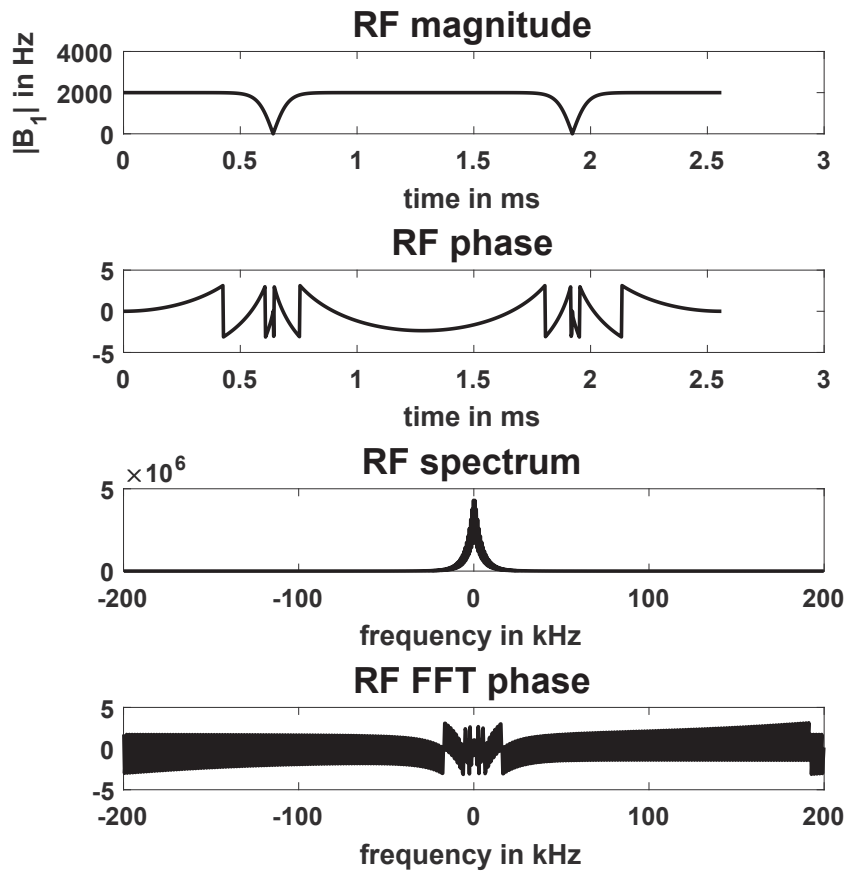 RF magnitude
|B1| in Hz
4000
2000
0
0 0.5 1 1.5 2 2.5 3
time in ms
RF phase
5
0
-5
0 0.5 1 1.5 2 2.5 3
time in ms
RF spectrum
×10^6
5
0
-200 -100 0 100 200
frequency in kHz
RF FFT phase
5
0
-5
-200 -100 0 100 200
frequency in kHz